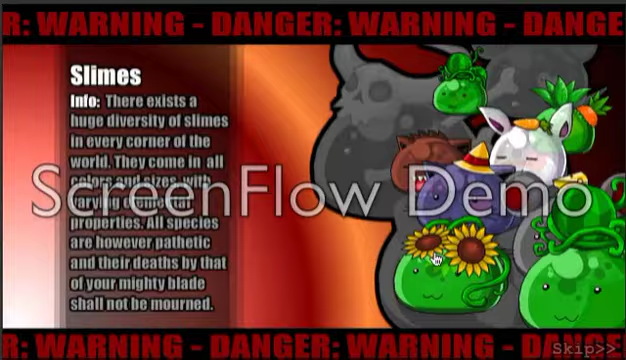 R: WARNING - DANGER: WARNING - DANGE
Slimes
Info: There exists a
huge diversity of slimes
in every corner of the
world. They come in all
colors and sizes, with
varying elemental
properties. All species
are however pathetic
and their deaths by that
of your mighty blade
shall not be mourned.
ScreenFlow Demo
Skip>>
R: WARNING - DANGER: WARNING - DANGE